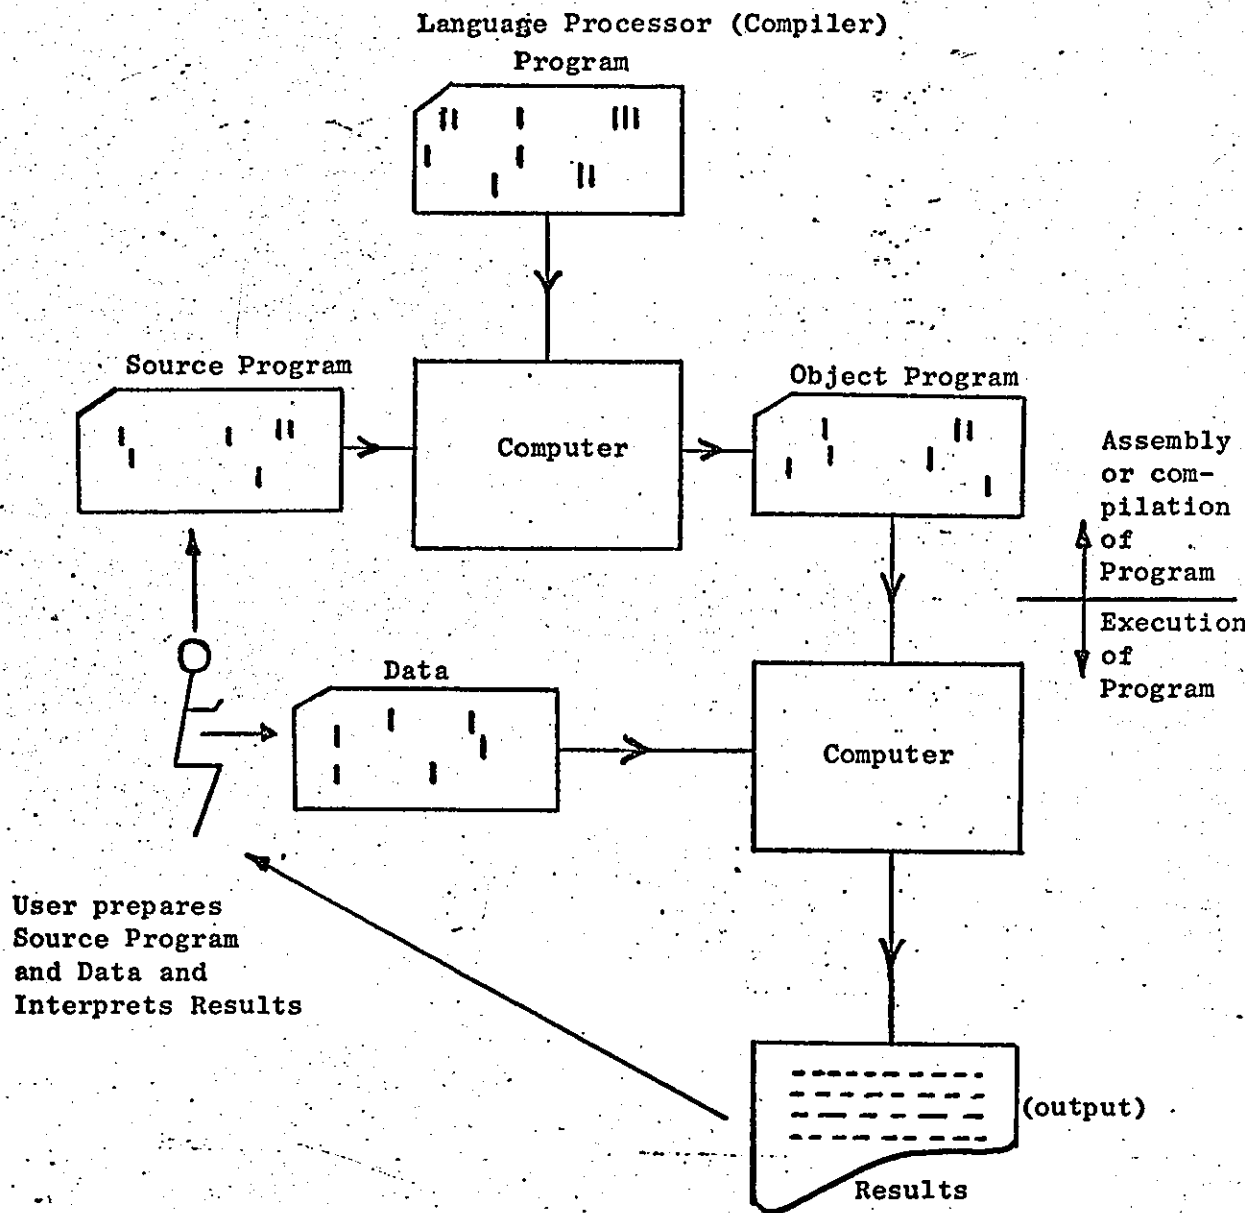 Language Processor (Compiler)
Program
Source Program
Computer
Object Program
Assembly
or com-
pilation
of
Program
Execution
of
Program
Data
Computer
User prepares
Source Program
and Data and
Interprets Results
(output)
Results